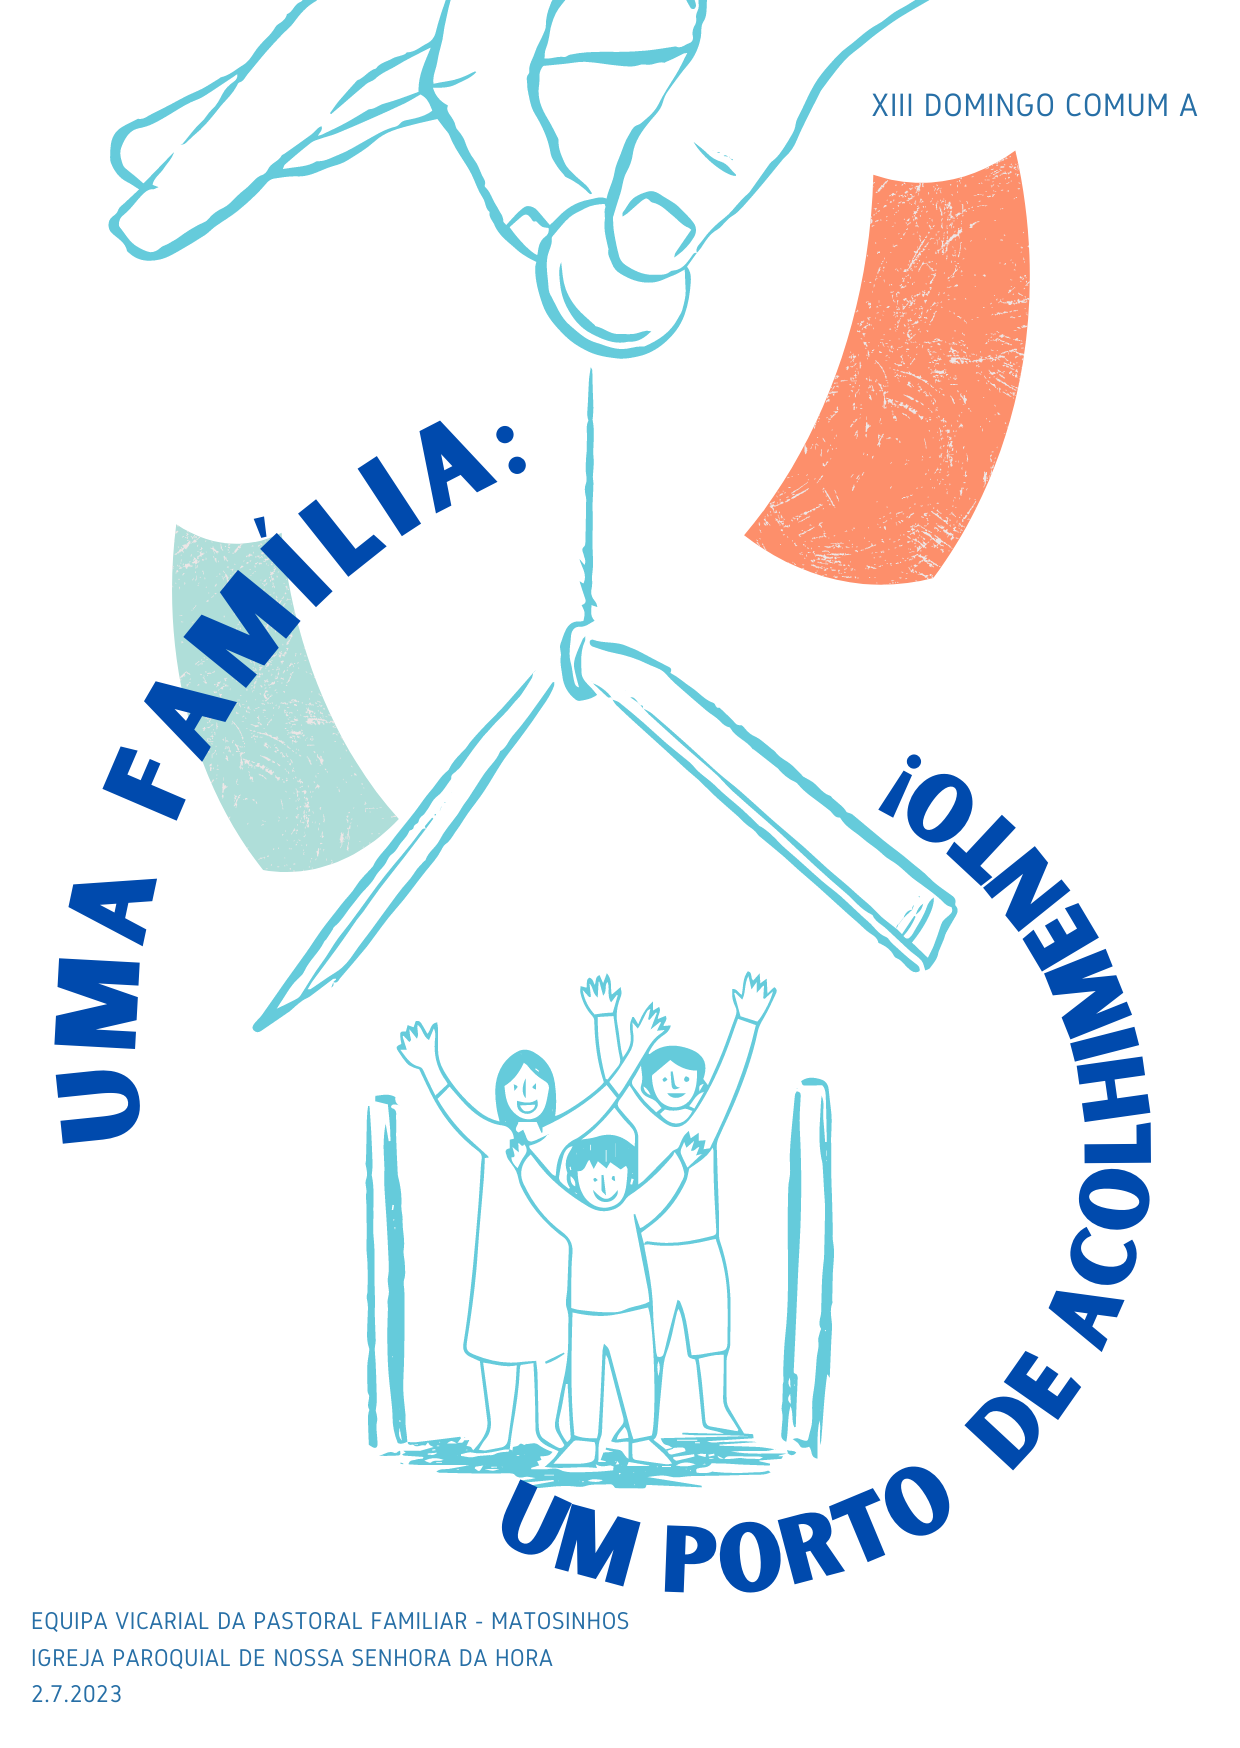 XIII DOMINGO COMUM A
UMA FAMÍLIA:
UM PORTO DE ACOLHIMENTO!
EQUIPA VICARIAL DA PASTORAL FAMILIAR - MATOSINHOS
IGREJA PAROQUIAL DE NOSSA SENHORA DA HORA
2.7.2023